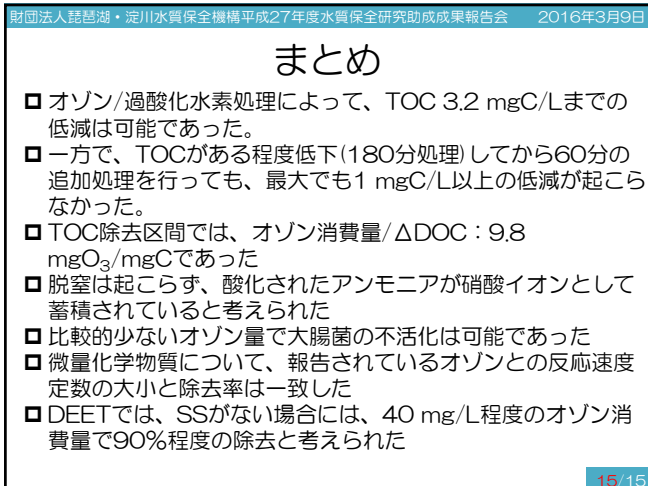 財団法人琵琶湖・淀川水質保全機構平成27年度水質保全研究助成成果報告会 2016年3月9日
まとめ
オゾン/過酸化水素処理によって、TOC 3.2 mgC/Lまでの
低減は可能であった。
一方で、TOCがある程度低下(180分処理)してから60分の
追加処理を行っても、最大でも1 mgC/L以上の低減が起こら
なかった。
TOC除去区間では、オゾン消費量/ΔDOC：9.8
mgO₃/mgCであった
脱窒は起こらず、酸化されたアンモニアが硝酸イオンとして
蓄積されていると考えられた
比較的少ないオゾン量で大腸菌の不活化は可能であった
微量化学物質について、報告されているオゾンとの反応速度
定数の大小と除去率は一致した
DEETでは、SSがない場合には、40 mg/L程度のオゾン消
費量で90%程度の除去と考えられた
15/15